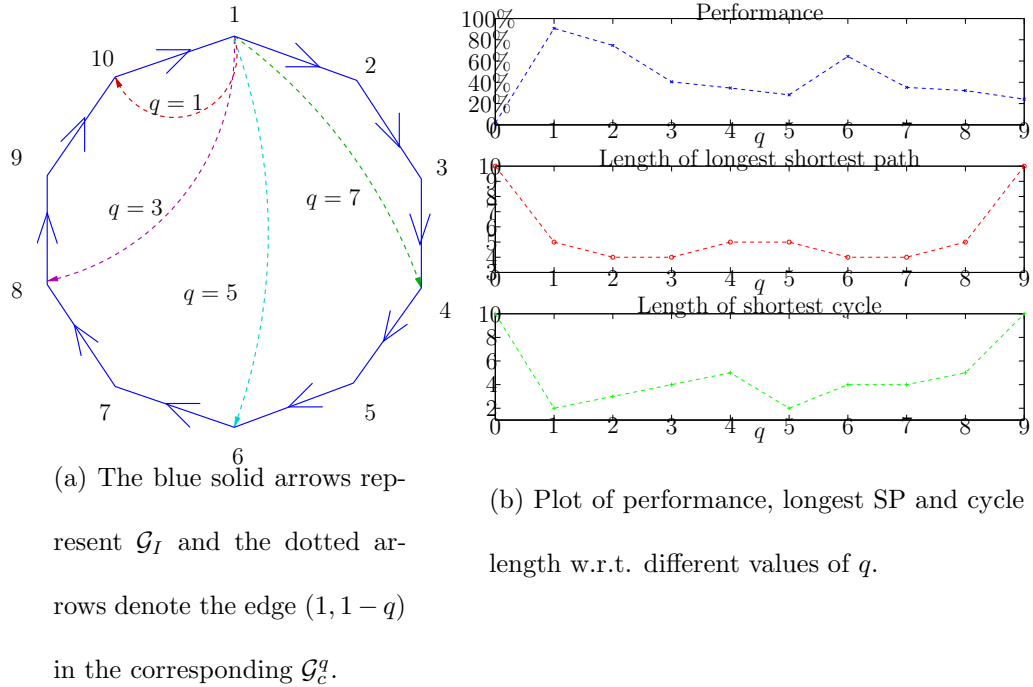 1
10
2
q = 1
9
3
q = 3
q = 7
8
q = 5
4
7
5
6
(a) The blue solid arrows rep-
resent 𝒢_I and the dotted ar-
rows denote the edge (1, 1 − q)
in the corresponding 𝒢_c^q.
Performance
100%
80%
60%
40%
20%
0
0 1 2 3 4 5 6 7 8 9
q
Length of longest shortest path
10
9
8
7
6
5
4
3
0 1 2 3 4 5 6 7 8 9
q
Length of shortest cycle
10
8
6
4
2
0 1 2 3 4 5 6 7 8 9
q
(b) Plot of performance, longest SP and cycle
length w.r.t. different values of q.